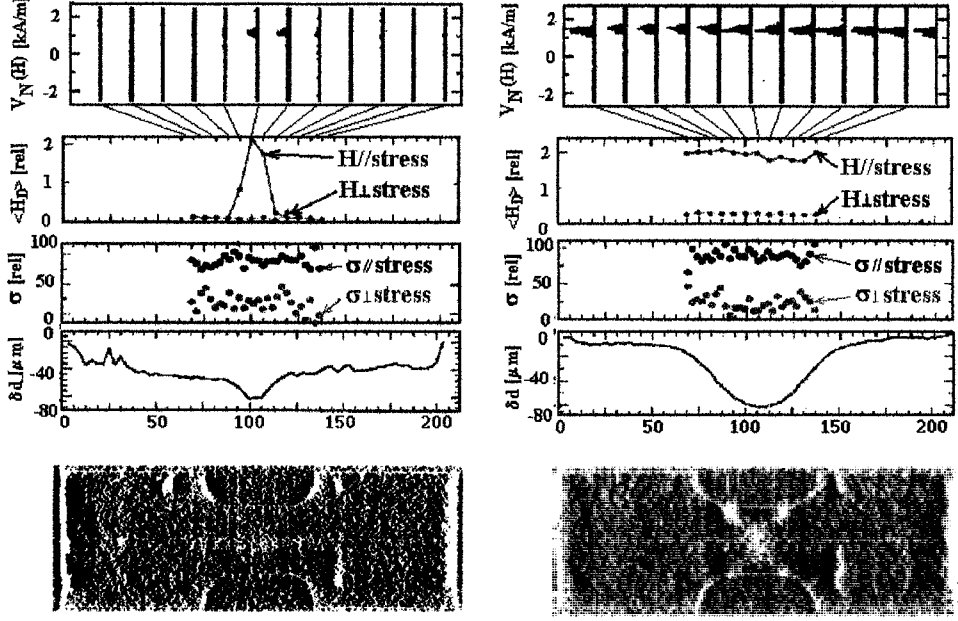 V_N(H) [kA/m]
2
0
-2
<H_D> [rel]
2
1
0
H//stress
H⊥stress
σ [rel]
100
50
0
σ//stress
σ⊥stress
δd [μm]
0
-40
-80
0 50 100 150 200
V_N(H) [kA/m]
2
0
-2
<H_D> [rel]
2
1
0
H//stress
H⊥stress
σ [rel]
100
50
0
σ//stress
σ⊥stress
δd [μm]
0
-40
-80
0 50 100 150 200